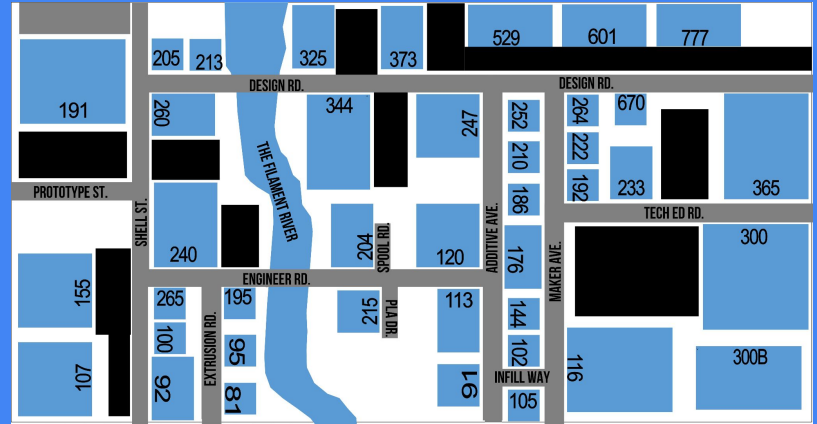 205
213
325
373
529
601
777
191
DESIGN RD.
DESIGN RD.
260
344
247
252
264
670
210
222
THE FILAMENT RIVER
186
192
233
365
PROTOTYPE ST.
SHELL ST.
240
204
SPOOL RD.
120
ADDITIVE AVE.
176
MAKER AVE.
TECH ED RD.
300
ENGINEER RD.
155
265
195
215
PLA DR.
113
144
100
EXTRUSION RD.
95
102
300B
107
92
81
91
INFILL WAY
116
105